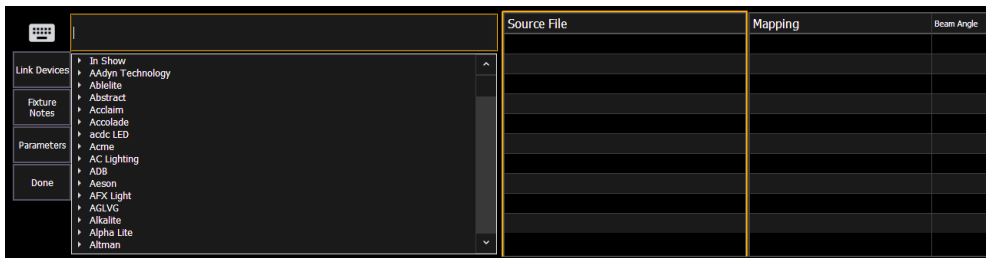 Link Devices
Fixture
Notes
Parameters
Done
In Show
AAdyn Technology
Ablelite
Abstract
Acclaim
Accolade
acdc LED
Acme
AC Lighting
ADB
Aeson
AFX Light
AGLVG
Alkalite
Alpha Lite
Altman
Source File
Mapping
Beam Angle